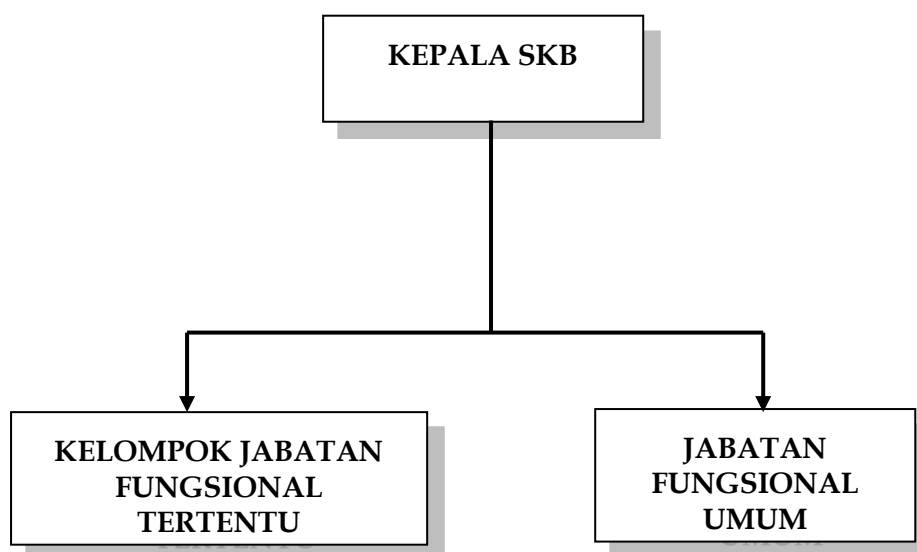 KEPALA SKB
KELOMPOK JABATAN
FUNGSIONAL
TERTENTU
JABATAN
FUNGSIONAL
UMUM